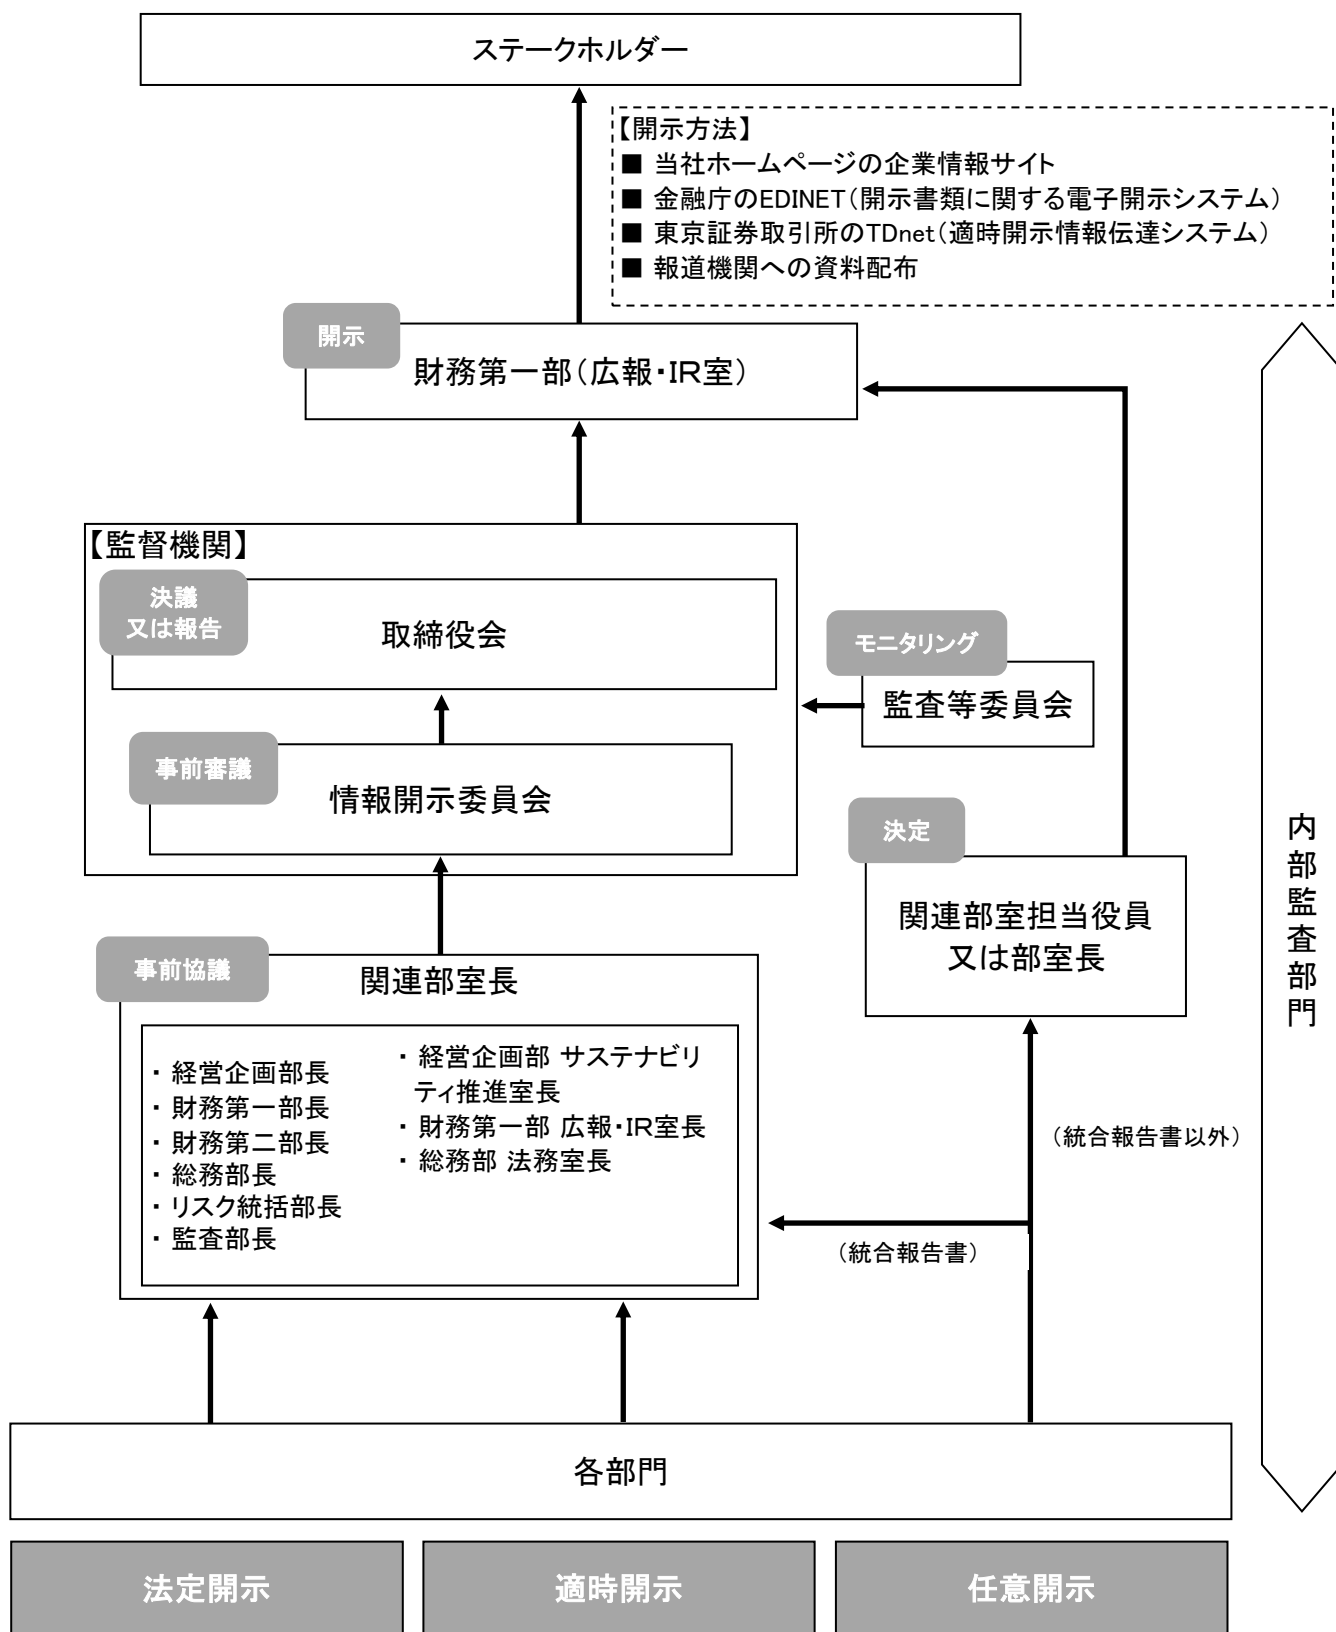 ステークホルダー
【開示方法】
■ 当社ホームページの企業情報サイト
■ 金融庁のEDINET(開示書類に関する電子開示システム)
■ 東京証券取引所のTDnet(適時開示情報伝達システム)
■ 報道機関への資料配布
開示
財務第一部(広報・IR室)
【監督機関】
決議
又は報告
取締役会
モニタリング
監査等委員会
事前審議
情報開示委員会
決定
関連部室担当役員
又は部室長
事前協議
関連部室長
・ 経営企画部長
・ 財務第一部長
・ 財務第二部長
・ 総務部長
・ リスク統括部長
・ 監査部長
・ 経営企画部 サステナビリ
ティ推進室長
・ 財務第一部 広報・IR室長
・ 総務部 法務室長
(統合報告書以外)
(統合報告書)
内部監査部門
各部門
法定開示
適時開示
任意開示